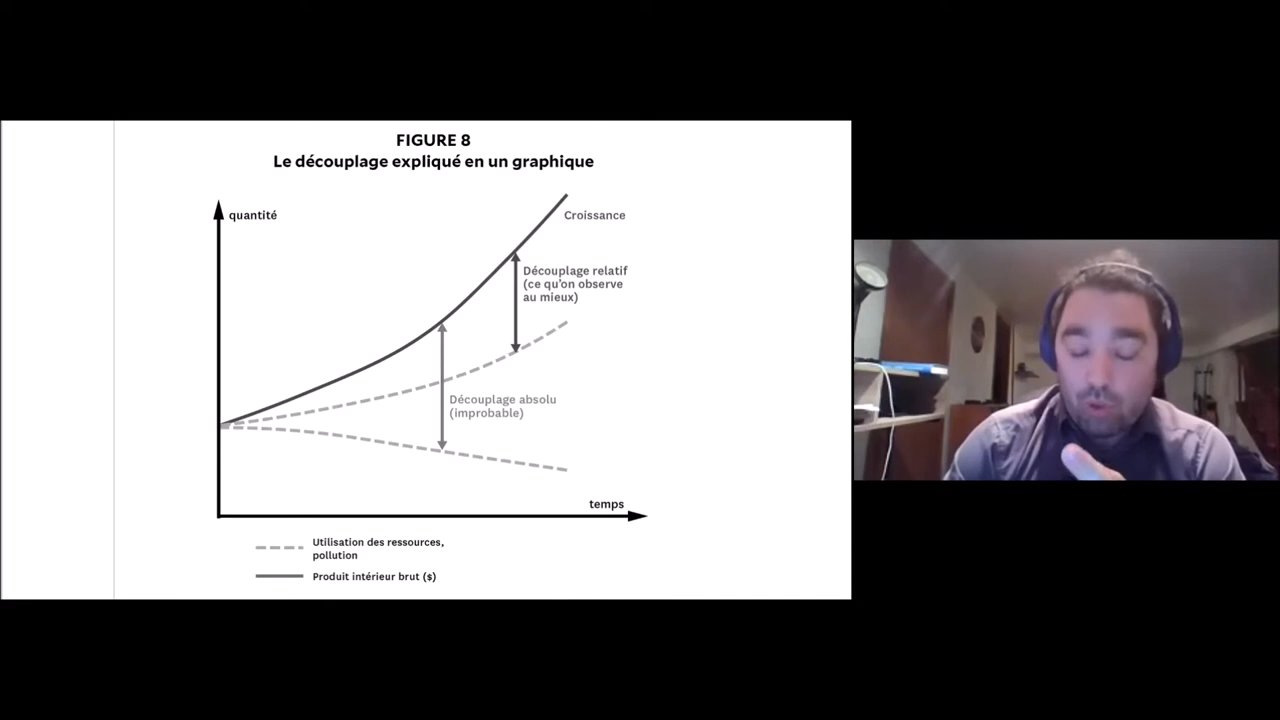 FIGURE 8
Le découplage expliqué en un graphique
quantité
Croissance
Découplage relatif
(ce qu'on observe
au mieux)
Découplage absolu
(improbable)
temps
Utilisation des ressources,
pollution
Produit intérieur brut ($)